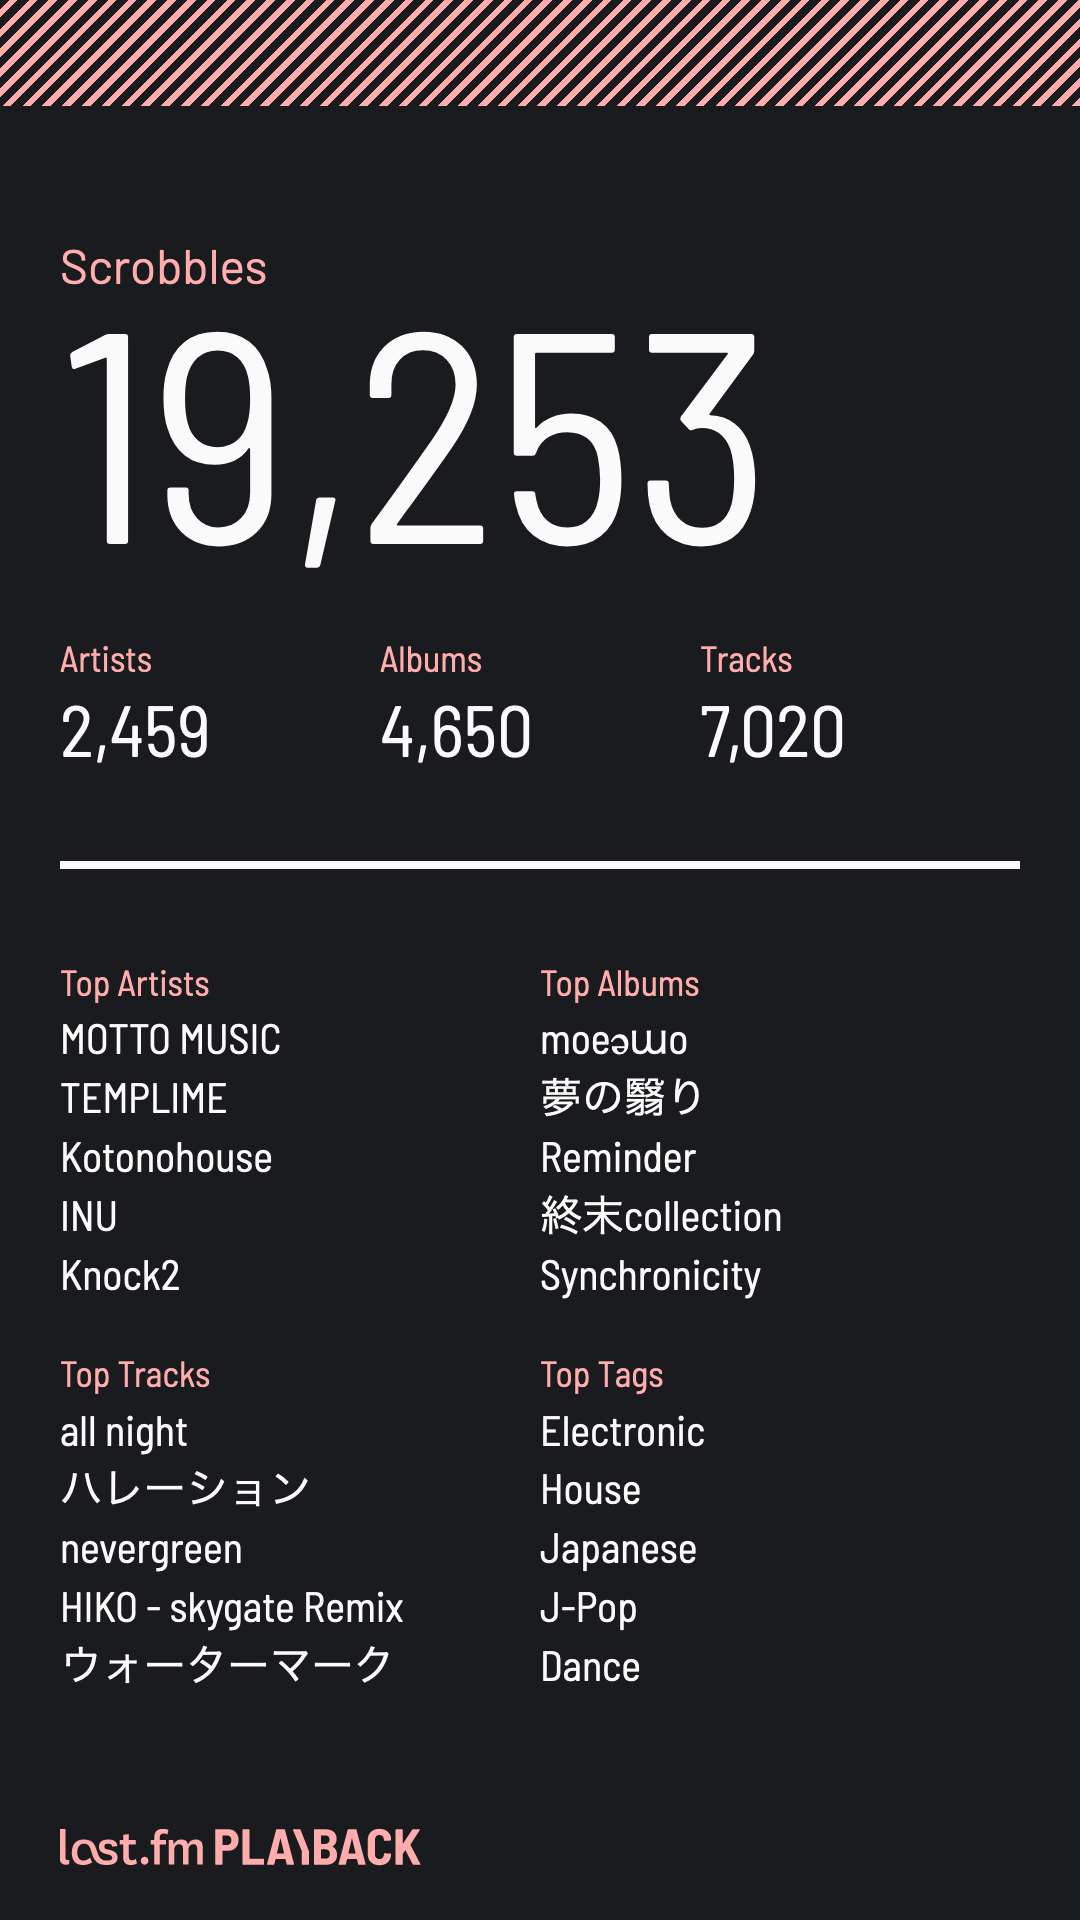 Scrobbles
19,253
Artists
2,459
Albums
4,650
Tracks
7,020
Top Artists
MOTTO MUSIC
TEMPLIME
Kotonohouse
INU
Knock2
Top Albums
moeəɯo
夢の翳り
Reminder
終末collection
Synchronicity
Top Tracks
all night
ハレーション
nevergreen
HIKO - skygate Remix
ウォーターマーク
Top Tags
Electronic
House
Japanese
J-Pop
Dance
last.fm PLAYBACK